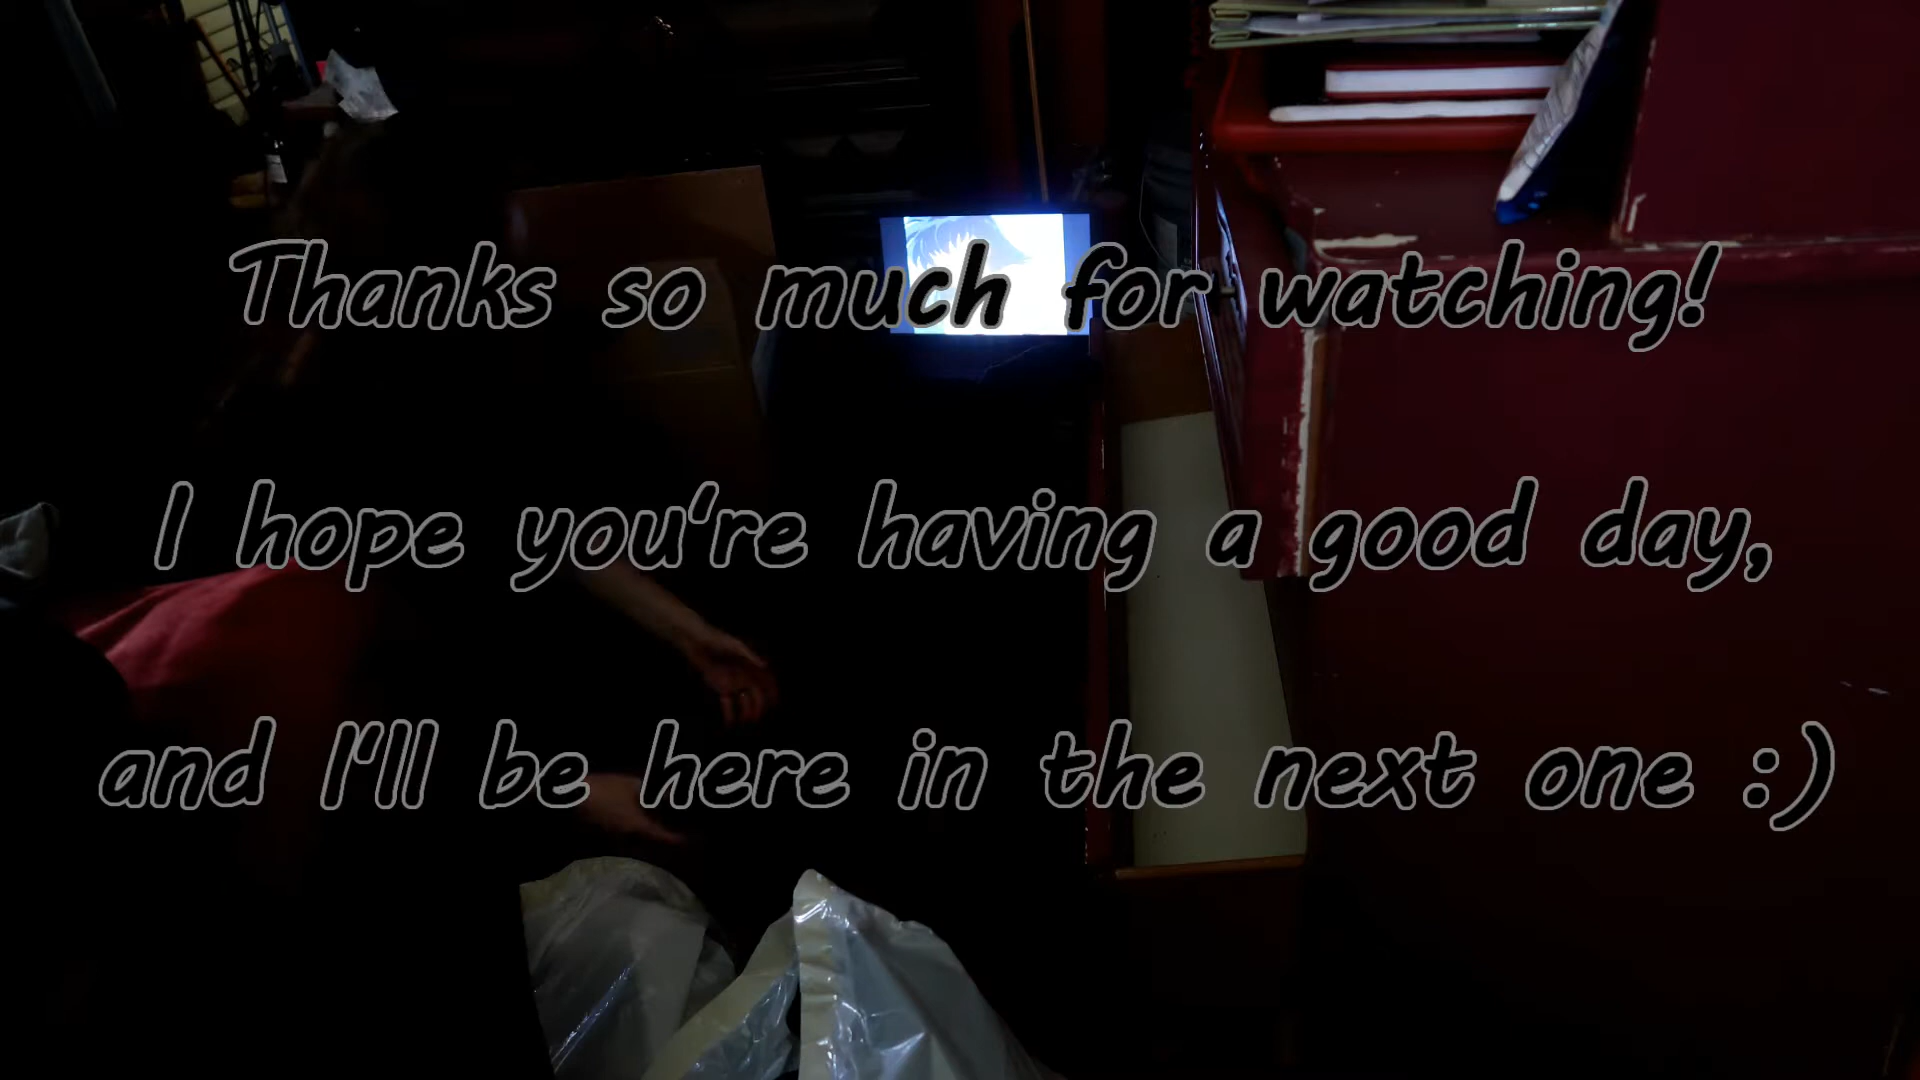 Thanks so much for watching!
I hope you're having a good day,
and I'll be here in the next one :)